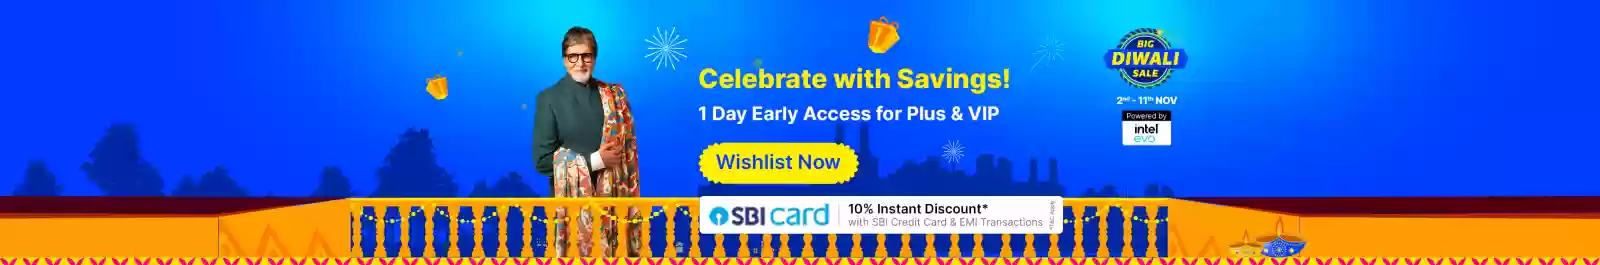 Celebrate with Savings!
1 Day Early Access for Plus & VIP
Wishlist Now
SBI card
10% Instant Discount*
with SBI Credit Card & EMI Transactions
*T&C Apply
BIG
DIWALI
SALE
2nd - 11th NOV
Powered by
intel
evo